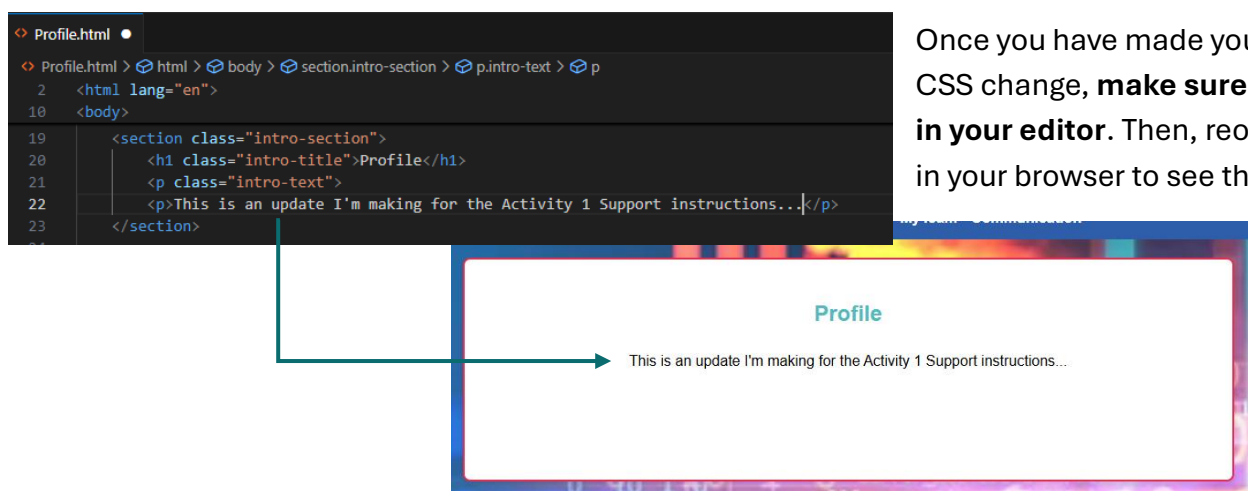 Profile.html
Profile.html > html > body > section.intro-section > p.intro-text > p
2 <html lang="en">
10 <body>
19 <section class="intro-section">
20 <h1 class="intro-title">Profile</h1>
21 <p class="intro-text">
22 <p>This is an update I'm making for the Activity 1 Support instructions...</p>
23 </section>
Once you have made you
CSS change, make sure
in your editor. Then, reo
in your browser to see th
Profile
This is an update I'm making for the Activity 1 Support instructions...